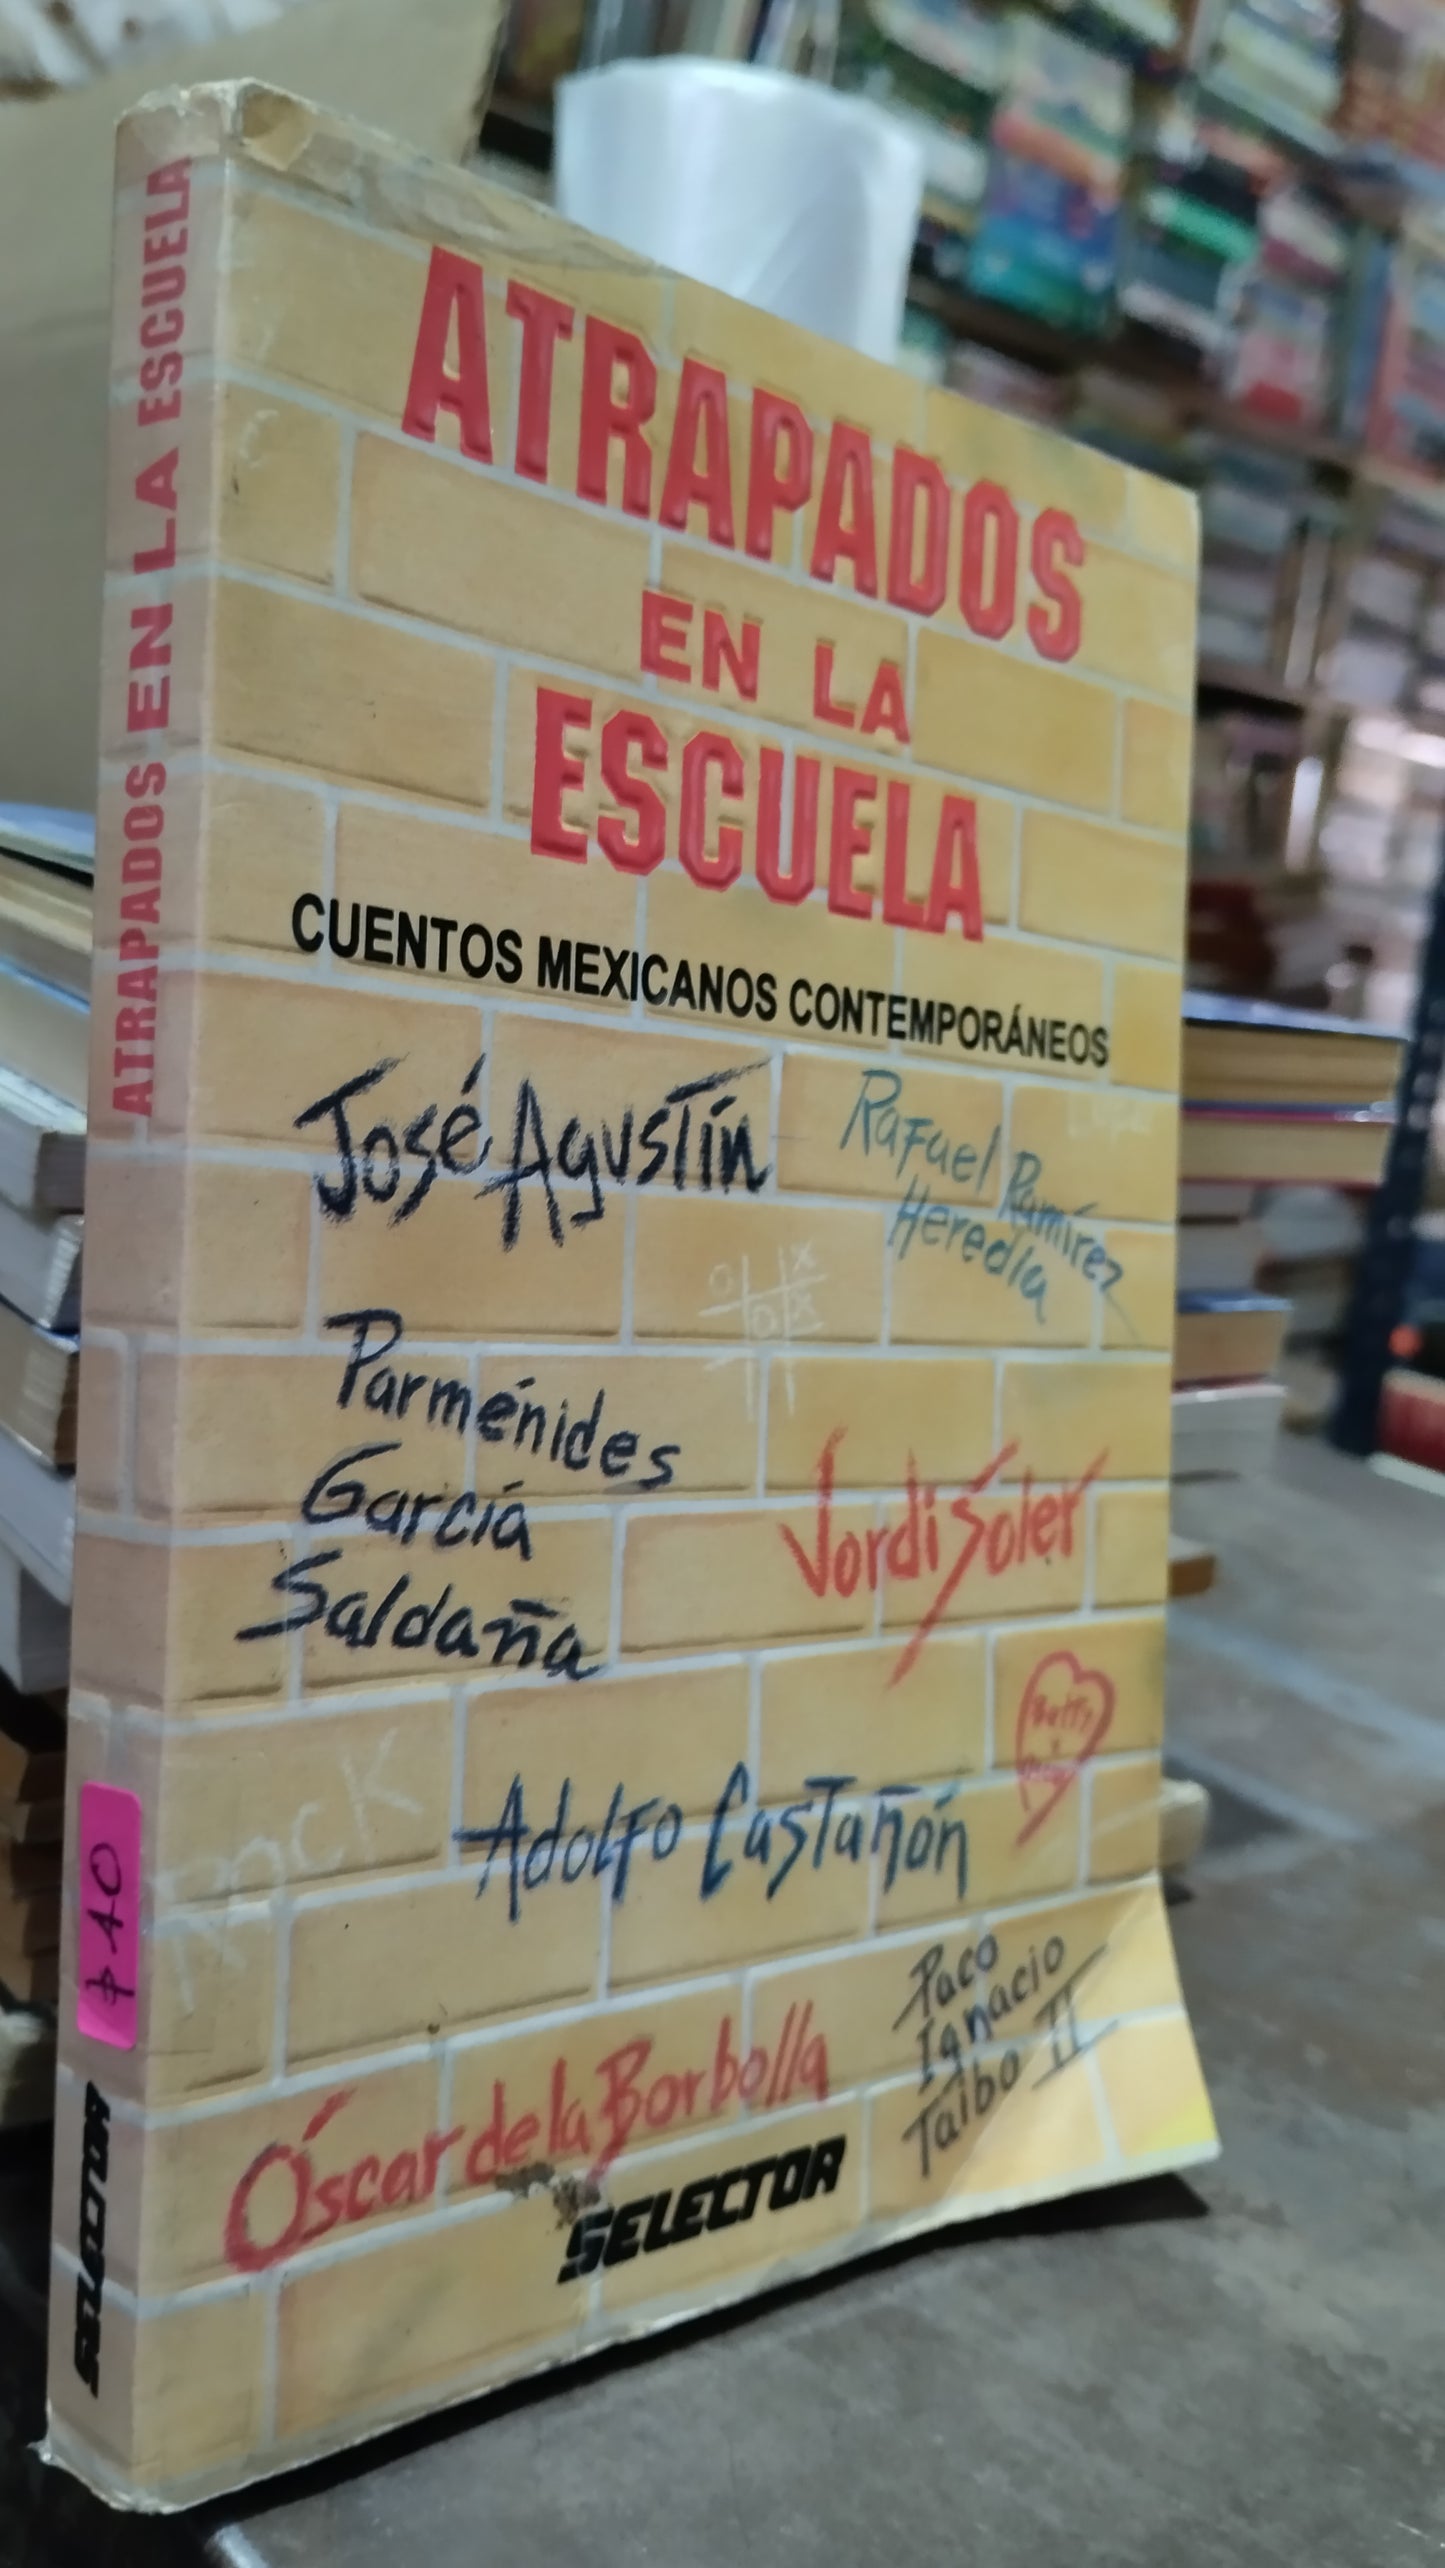 ATRAPADOS EN LA ESCUELA
$40
SELECTOR
ATRAPADOS
EN LA
ESCUELA
CUENTOS MEXICANOS CONTEMPORÁNEOS
José Agustín
Rafael Ramírez
Heredia
Parménides
García
Saldaña
Jordi Soler
rock
Adolfo Castañón
Paco
Ignacio
Taibo II
Óscar de la Borbolla
SELECTOR